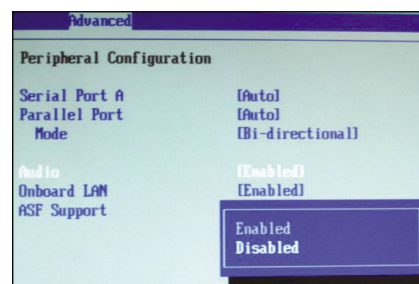 Advanced
Peripheral Configuration
Serial Port A [Auto]
Parallel Port [Auto]
Mode [Bi-directional]
Audio [Enabled]
Onboard LAN [Enabled]
ASF Support
Enabled
Disabled